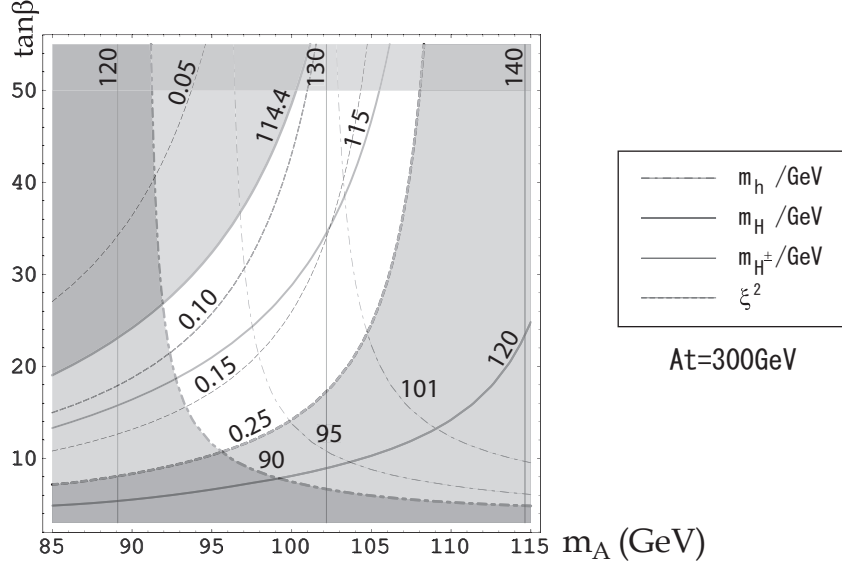 tanβ
120
0.05
114.4
130
115
140
50
40
30
20
10
0.10
0.15
0.25
90
95
101
120
85 90 95 100 105 110 115
m_A (GeV)
m_h /GeV
m_H /GeV
m_H± /GeV
ξ²
At=300GeV